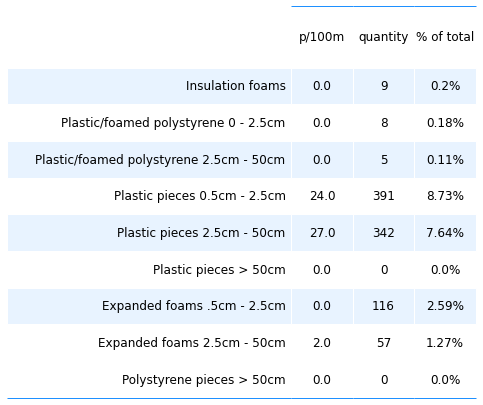 p/100m quantity % of total
Insulation foams 0.0 9 0.2%
Plastic/foamed polystyrene 0 - 2.5cm 0.0 8 0.18%
Plastic/foamed polystyrene 2.5cm - 50cm 0.0 5 0.11%
Plastic pieces 0.5cm - 2.5cm 24.0 391 8.73%
Plastic pieces 2.5cm - 50cm 27.0 342 7.64%
Plastic pieces > 50cm 0.0 0 0.0%
Expanded foams .5cm - 2.5cm 0.0 116 2.59%
Expanded foams 2.5cm - 50cm 2.0 57 1.27%
Polystyrene pieces > 50cm 0.0 0 0.0%